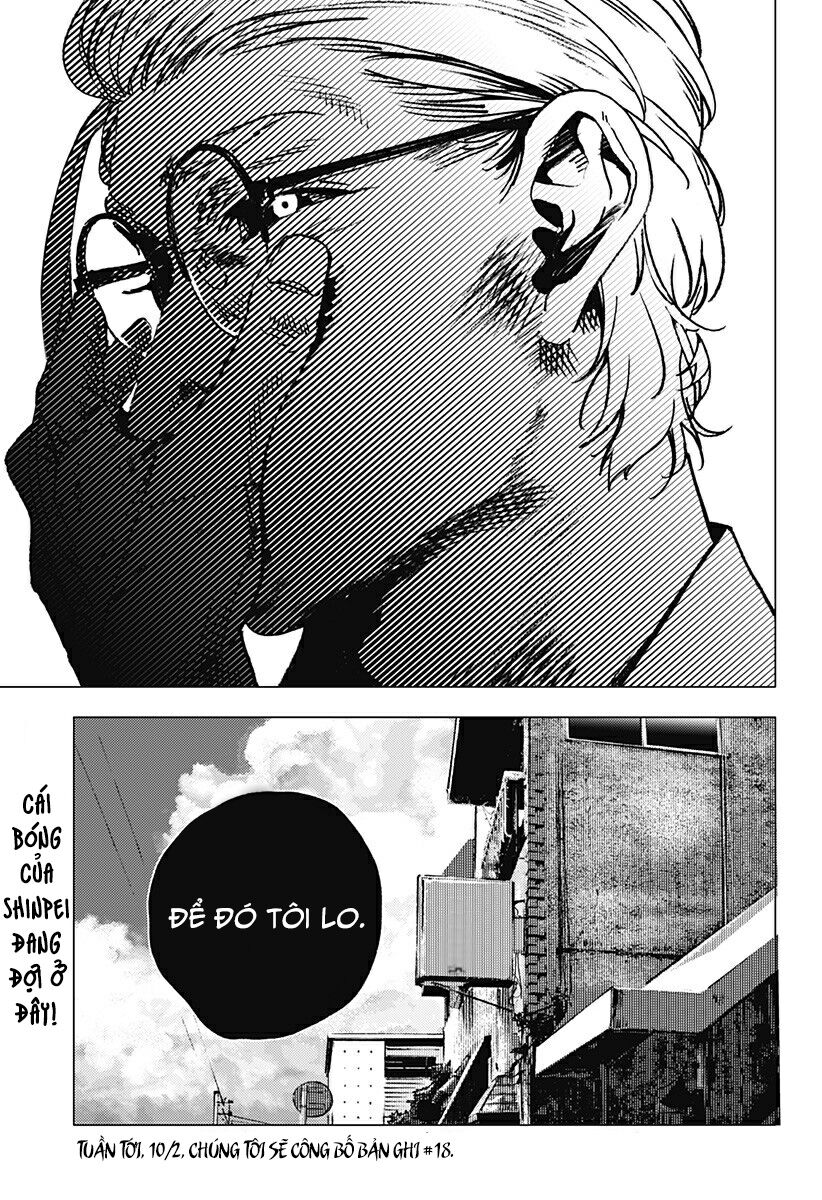 CÁI
BÓNG
CỦA
SHINPEI
ĐANG
ĐỢI Ở
ĐÂY!
ĐỂ ĐÓ TÔI LO.
TUẦN TỚI, 10/2, CHÚNG TÔI SẼ CÔNG BỐ BẢN GHI #18.